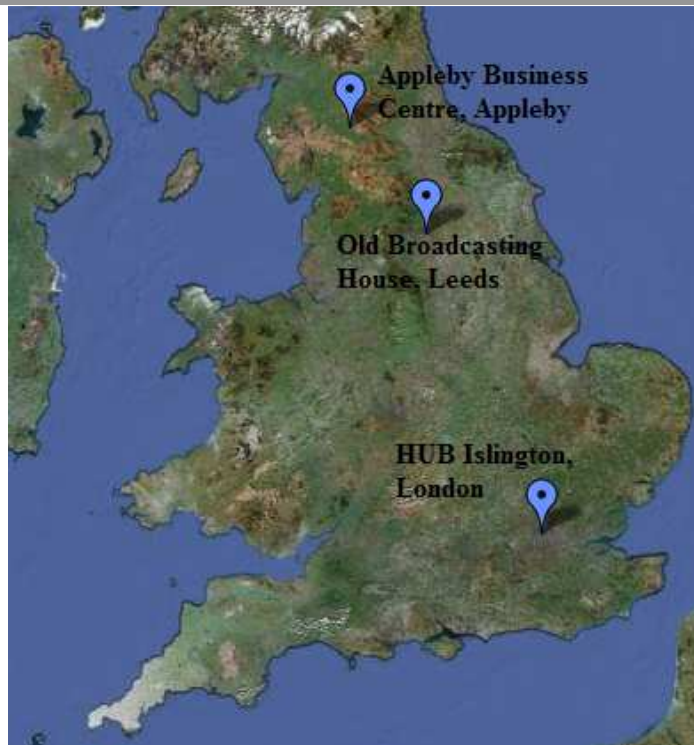 Appleby Business
Centre, Appleby
Old Broadcasting
House, Leeds
HUB Islington,
London